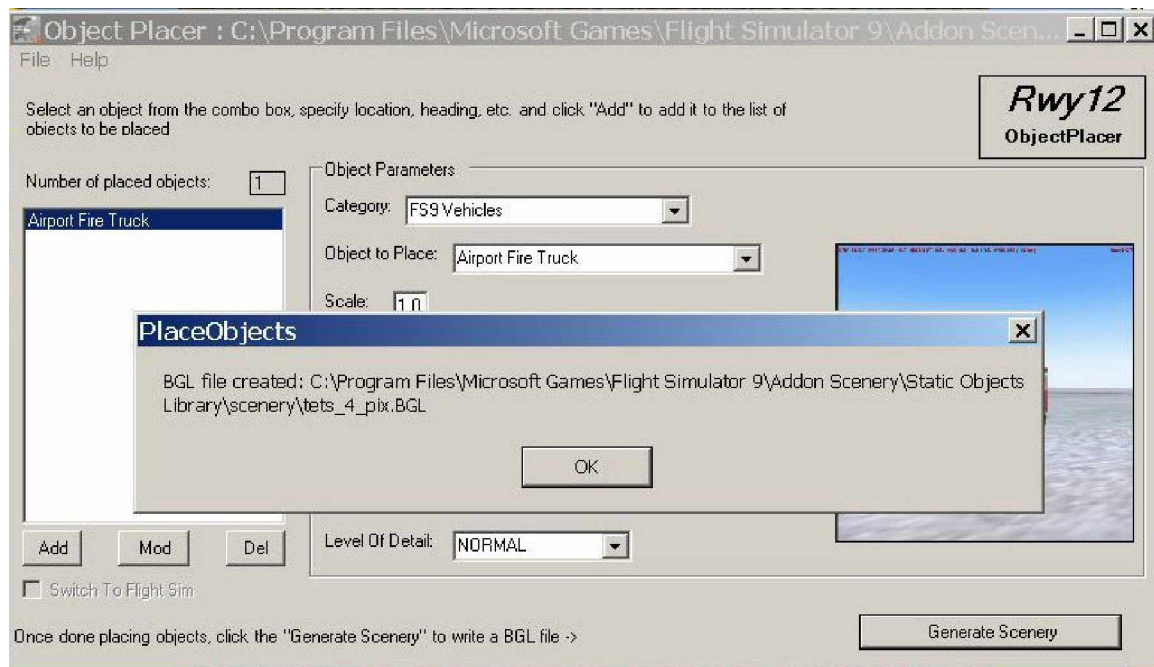 Object Placer : C:\Program Files\Microsoft Games\Flight Simulator 9\Addon Scen...
File Help
Select an object from the combo box, specify location, heading, etc. and click "Add" to add it to the list of
objects to be placed
Rwy12
ObjectPlacer
Number of placed objects: 1
Airport Fire Truck
Object Parameters
Category: FS9 Vehicles
Object to Place: Airport Fire Truck
Scale: 1.0
PlaceObjects
BGL file created: C:\Program Files\Microsoft Games\Flight Simulator 9\Addon Scenery\Static Objects
Library\scenery\tets_4_pix.BGL
OK
Level Of Detail: NORMAL
Add Mod Del
Switch To Flight Sim
Once done placing objects, click the "Generate Scenery" to write a BGL file ->
Generate Scenery